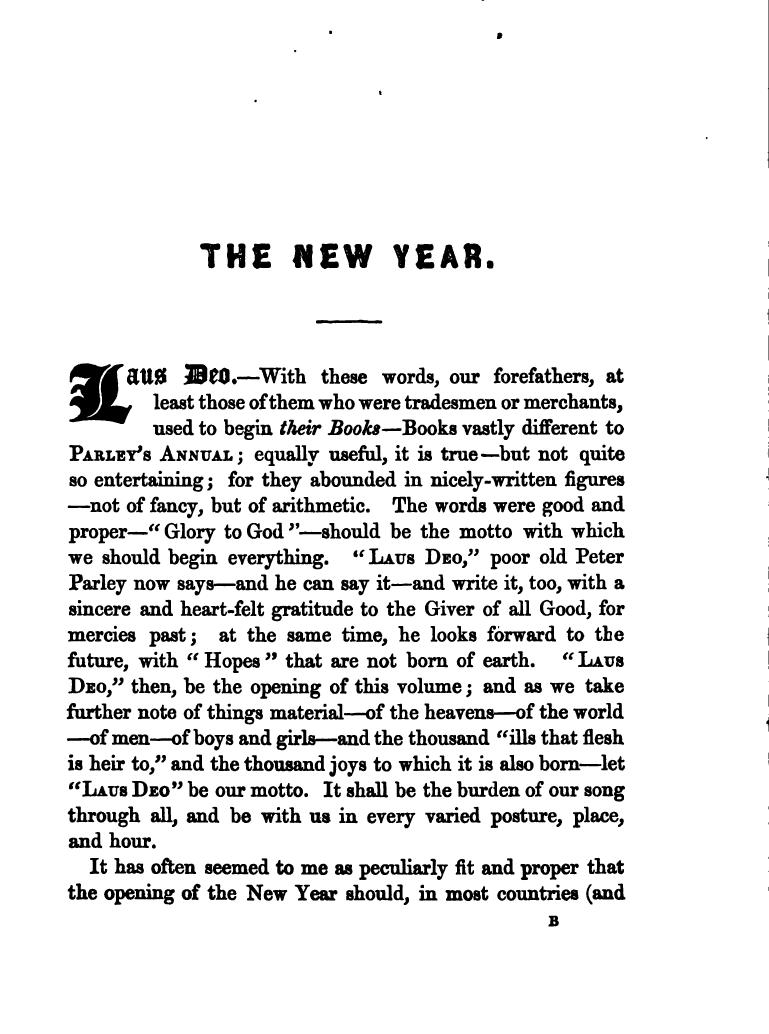 THE NEW YEAR.
Laus Deo.—With these words, our forefathers, at
least those of them who were tradesmen or merchants,
used to begin their Books—Books vastly different to
PARLEY'S ANNUAL; equally useful, it is true—but not quite
so entertaining; for they abounded in nicely-written figures
—not of fancy, but of arithmetic. The words were good and
proper—"Glory to God"—should be the motto with which
we should begin everything. "LAUS DEO," poor old Peter
Parley now says—and he can say it—and write it, too, with a
sincere and heart-felt gratitude to the Giver of all Good, for
mercies past; at the same time, he looks forward to the
future, with "Hopes" that are not born of earth. "LAUS
DEO," then, be the opening of this volume; and as we take
further note of things material—of the heavens—of the world
—of men—of boys and girls—and the thousand "ills that flesh
is heir to," and the thousand joys to which it is also born—let
"LAUS DEO" be our motto. It shall be the burden of our song
through all, and be with us in every varied posture, place,
and hour.
It has often seemed to me as peculiarly fit and proper that
the opening of the New Year should, in most countries (and
B